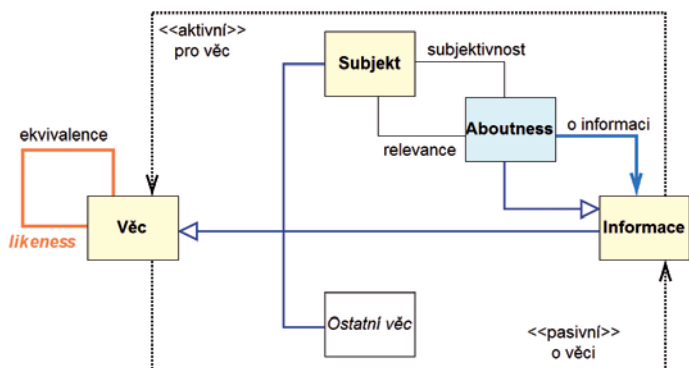 <<aktivní>>
pro věc
Subjekt
subjektivnost
ekvivalence
Aboutness
o informaci
relevance
likeness
Věc
Informace
Ostatní věc
<<pasivní>>
o věci